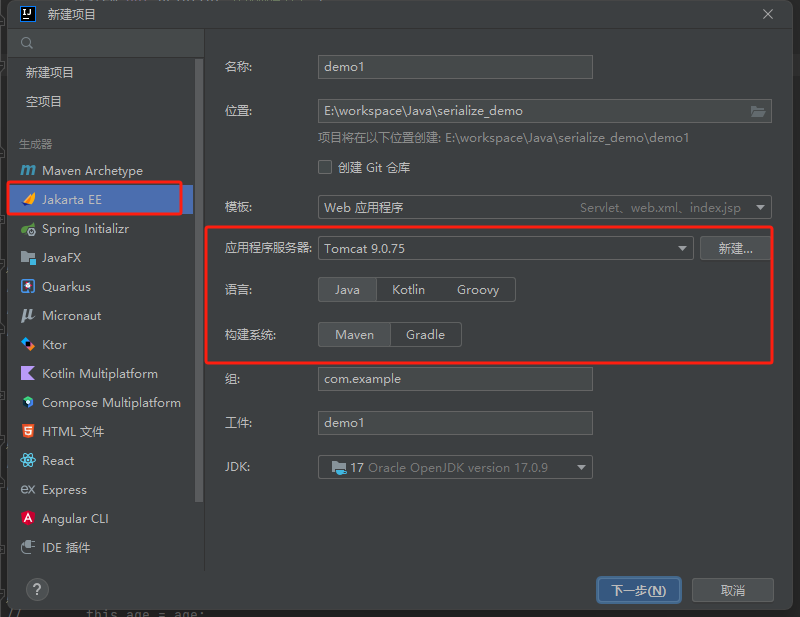 IJ 新建项目
新建项目
空项目
生成器
m Maven Archetype
Jakarta EE
Spring Initializr
JavaFX
Quarkus
μ Micronaut
Ktor
Kotlin Multiplatform
Compose Multiplatform
5 HTML 文件
React
ex Express
A Angular CLI
IDE 插件
?
名称: demo1
位置: E:\workspace\Java\serialize_demo
项目将在以下位置创建: E:\workspace\Java\serialize_demo\demo1
创建 Git 仓库
模板: Web 应用程序 Servlet、web.xml、index.jsp
应用程序服务器: Tomcat 9.0.75 新建...
语言: Java Kotlin Groovy
构建系统: Maven Gradle
组: com.example
工件: demo1
JDK: 17 Oracle OpenJDK version 17.0.9
下一步(N) 取消
// this.age = age;